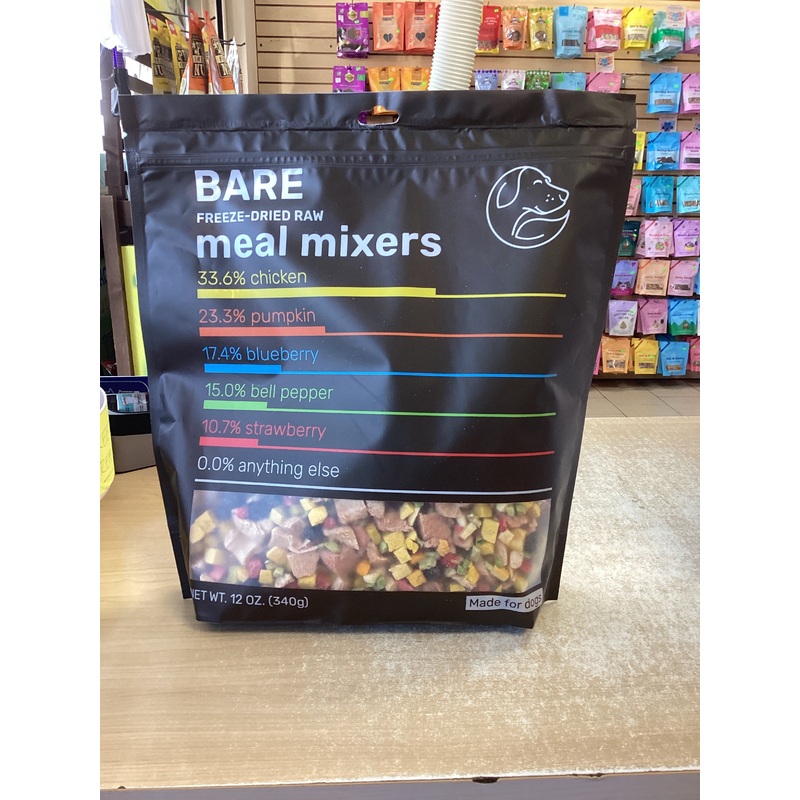 BARE
FREEZE-DRIED RAW
meal mixers
33.6% chicken
23.3% pumpkin
17.4% blueberry
15.0% bell pepper
10.7% strawberry
0.0% anything else
ET WT. 12 OZ. (340g)
Made for dogs